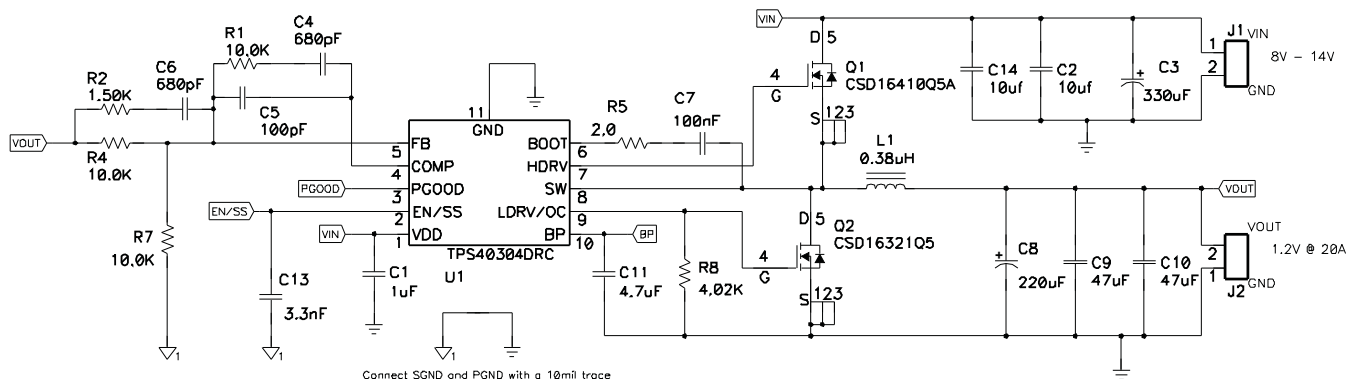 VIN
D 5
4
G
Q1
CSD16410Q5A
S 123
C14
10uf
C2
10uf
C3
330uF
J1
VIN
1
2
GND
8V - 14V
R1
10.0K
C4
680pF
R2
1.50K
C6
680pF
C5
100pF
VOUT
R4
10.0K
R7
10.0K
11
GND
FB
5
COMP
4
PGOOD
3
EN/SS
2
VDD
1
BOOT
6
HDRV
7
SW
8
LDRV/OC
9
BP
10
TPS40304DRC
U1
PGOOD
EN/SS
VIN
C13
3.3nF
C1
1uF
R5
2.0
C7
100nF
L1
0.38uH
VOUT
BP
C11
4.7uF
R8
4.02K
D 5
4
G
Q2
CSD16321Q5
S 123
C8
220uF
C9
47uF
C10
47uF
VOUT
2
1
GND
J2
1.2V @ 20A
1
1
1
Connect SGND and PGND with a 10mil trace